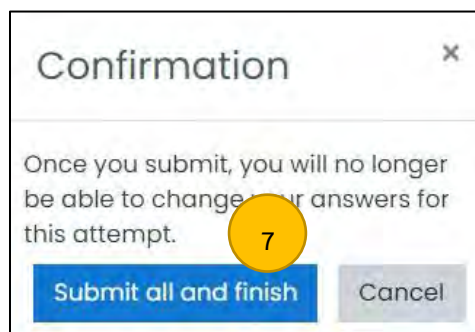 Confirmation ×
Once you submit, you will no longer
be able to change answers for
this attempt.
7
Submit all and finish Cancel